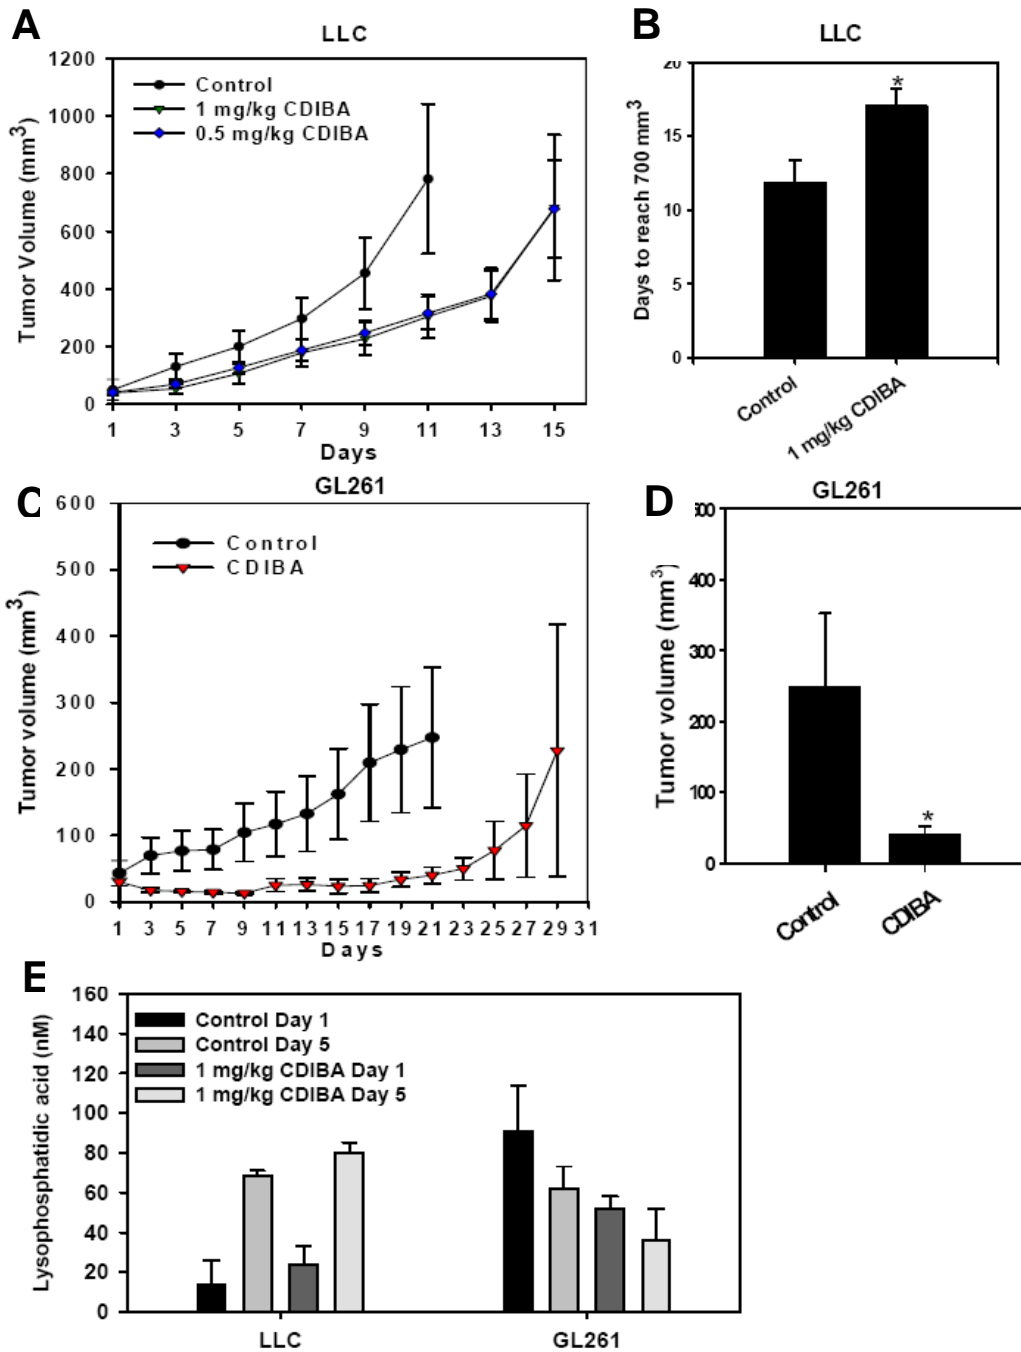 A
LLC
1200
1000
800
600
400
200
0
Tumor Volume (mm3)
Control
1 mg/kg CDIBA
0.5 mg/kg CDIBA
1 3 5 7 9 11 13 15
Days
B
LLC
20
15
10
5
0
Days to reach 700 mm3
Control
1 mg/kg CDIBA
C
GL261
600
500
400
300
200
100
0
Tumor volume (mm3)
Control
CDIBA
1 3 5 7 9 11 13 15 17 19 21 23 25 27 29 31
Days
D
GL261
400
300
200
100
0
Tumor volume (mm3)
*
Control
CDIBA
E
160
140
120
100
80
60
40
20
0
Lysophosphatidic acid (nM)
Control Day 1
Control Day 5
1 mg/kg CDIBA Day 1
1 mg/kg CDIBA Day 5
LLC
GL261